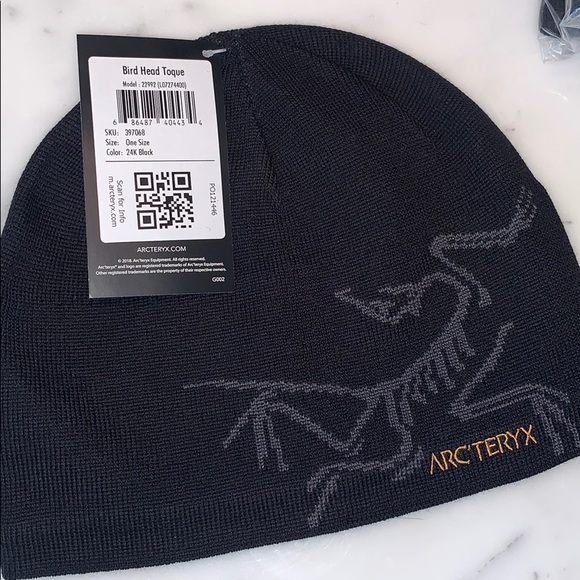 Bird Head Toque
Model : 22992 (L07274400)
6 86487 40443 4
SKU: 397068
Size: One Size
Color: 24K Black
Scan for Info
m.arcteryx.com
PO121446
ARCTERYX.COM
© 2018. Arc'teryx Equipment. All rights reserved.
Arc'teryx® and logo are registered trademarks of Arc'teryx Equipment.
Other registered trademarks are the property of their respective owners.
G002
ARC'TERYX